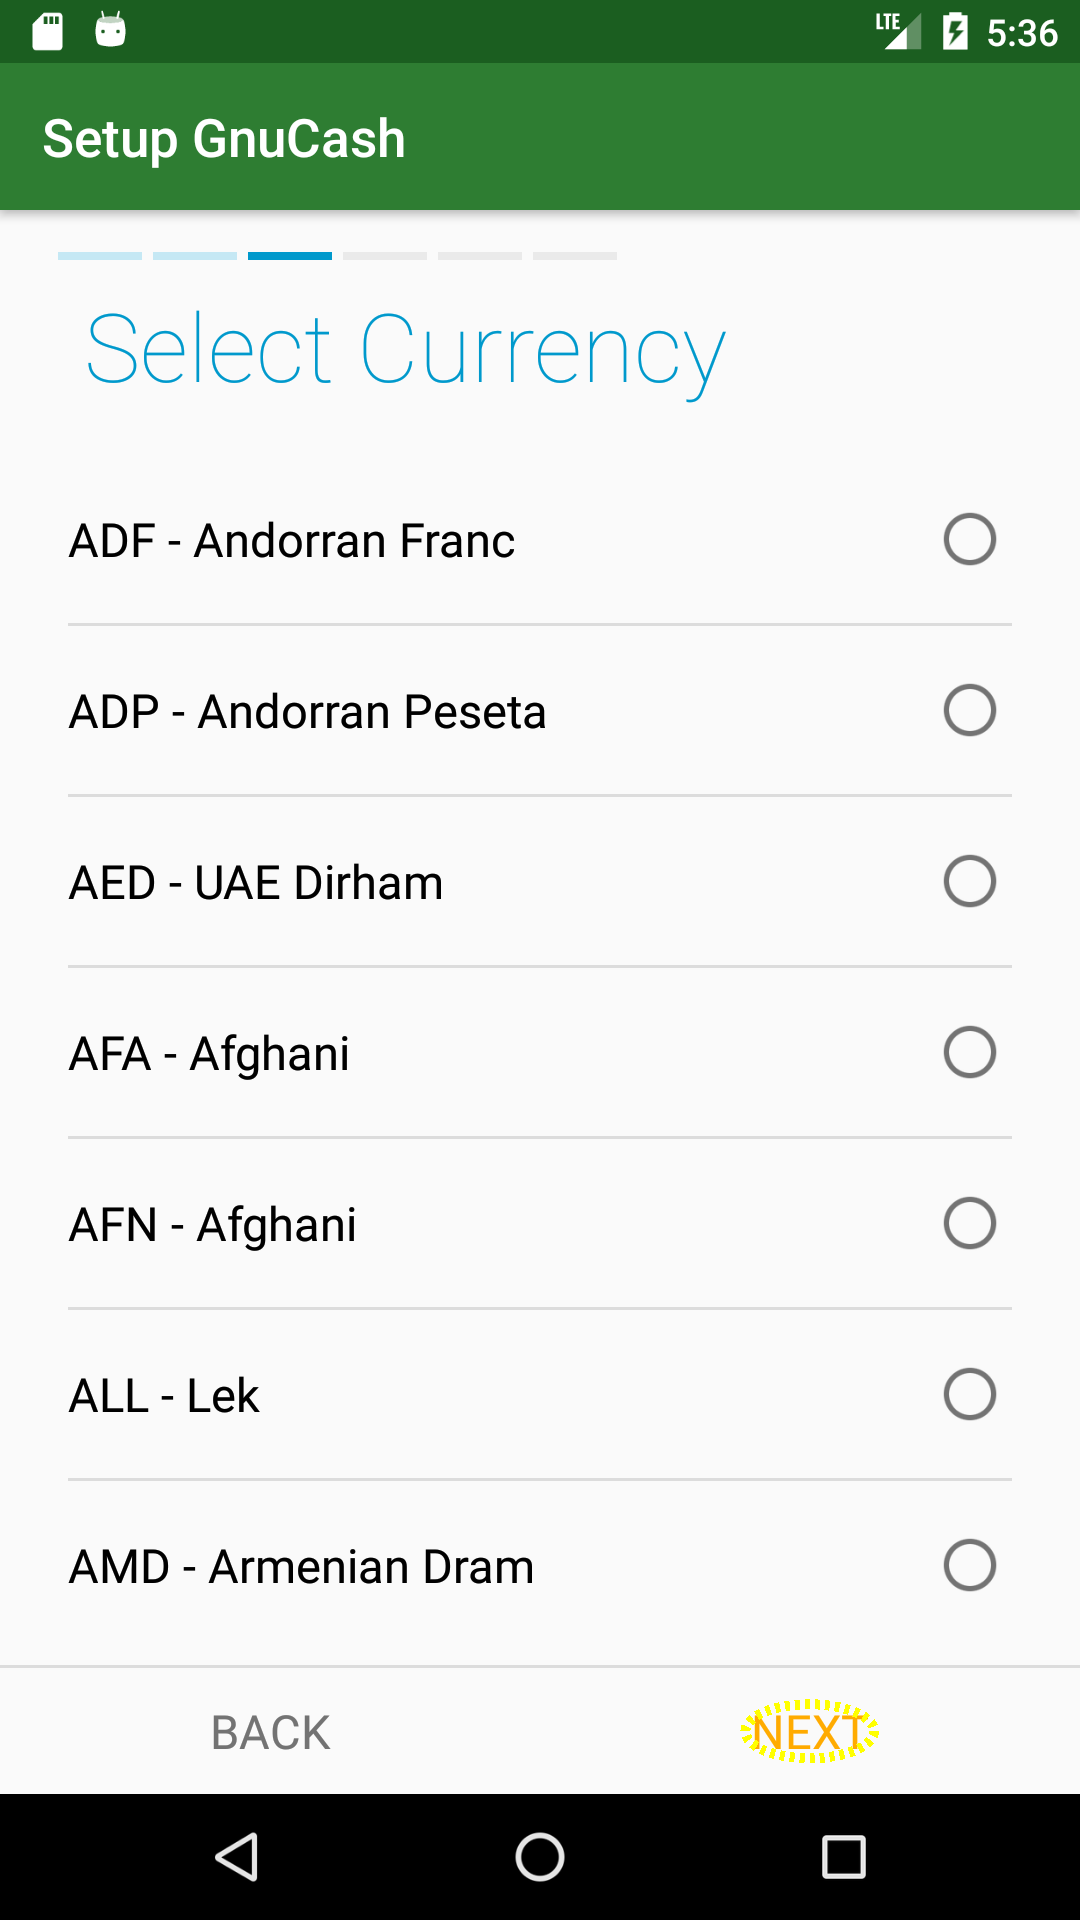 LTE 5:36
Setup GnuCash
Select Currency
ADF - Andorran Franc
ADP - Andorran Peseta
AED - UAE Dirham
AFA - Afghani
AFN - Afghani
ALL - Lek
AMD - Armenian Dram
BACK NEXT